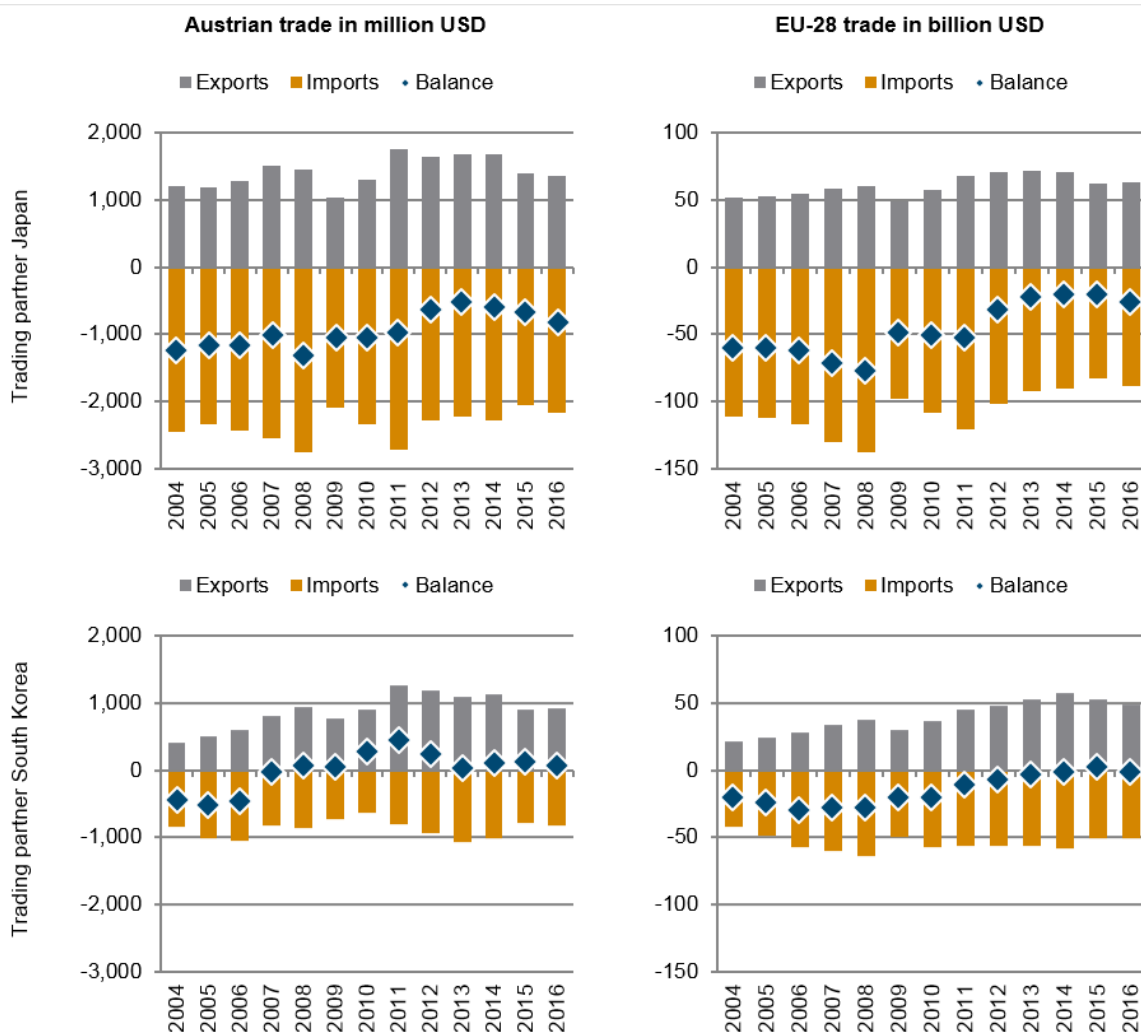 Austrian trade in million USD
EU-28 trade in billion USD
Exports Imports Balance
Exports Imports Balance
Trading partner Japan
2,000
1,000
0
-1,000
-2,000
-3,000
2004 2005 2006 2007 2008 2009 2010 2011 2012 2013 2014 2015 2016
100
50
0
-50
-100
-150
2004 2005 2006 2007 2008 2009 2010 2011 2012 2013 2014 2015 2016
Exports Imports Balance
Exports Imports Balance
Trading partner South Korea
2,000
1,000
0
-1,000
-2,000
-3,000
2004 2005 2006 2007 2008 2009 2010 2011 2012 2013 2014 2015 2016
100
50
0
-50
-100
-150
2004 2005 2006 2007 2008 2009 2010 2011 2012 2013 2014 2015 2016